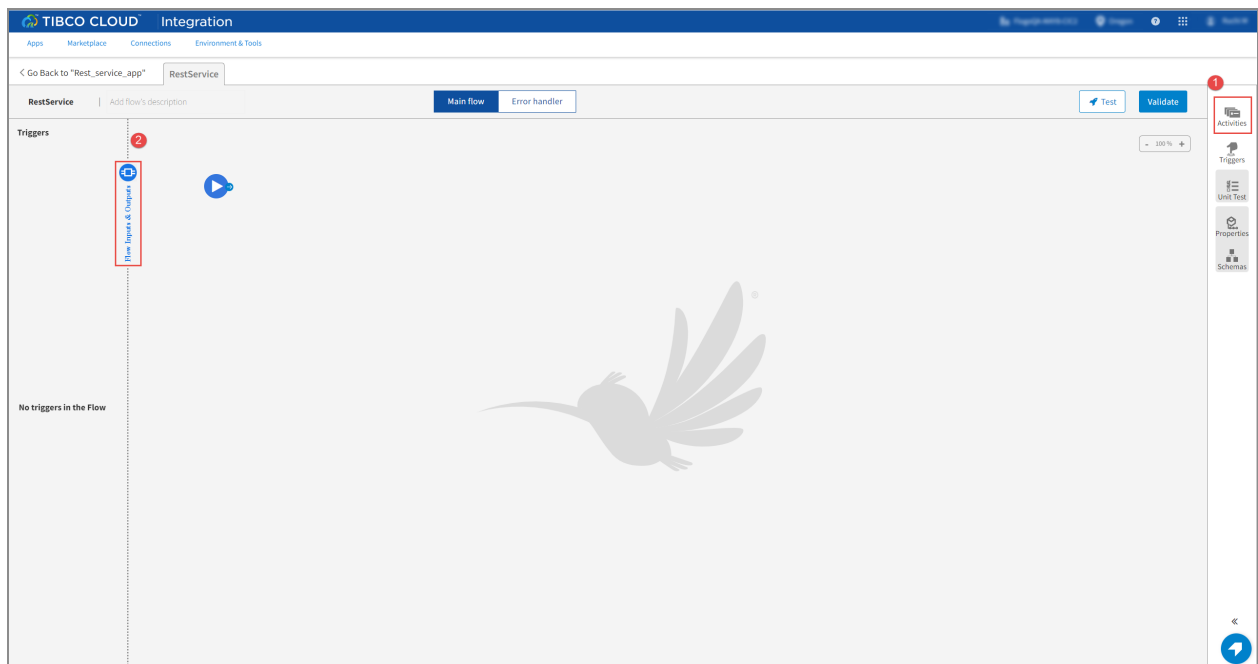 TIBCO CLOUD Integration
Oregon
Apps Marketplace Connections Environment & Tools
Go Back to "Rest_service_app" RestService
1
RestService | Add flow's description Main flow Error handler Test Validate
Activities
Triggers
2
- 100 % +
Triggers
Flow Inputs & Outputs
Unit Test
Properties
Schemas
®
No triggers in the Flow